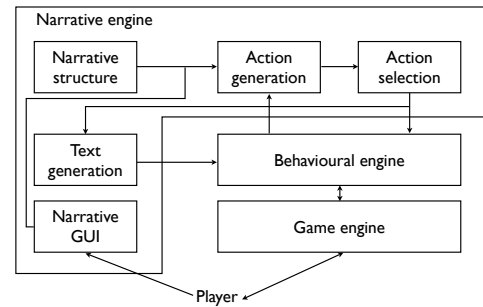 Narrative engine
Narrative
structure
Action
generation
Action
selection
Text
generation
Behavioural engine
Narrative
GUI
Game engine
Player